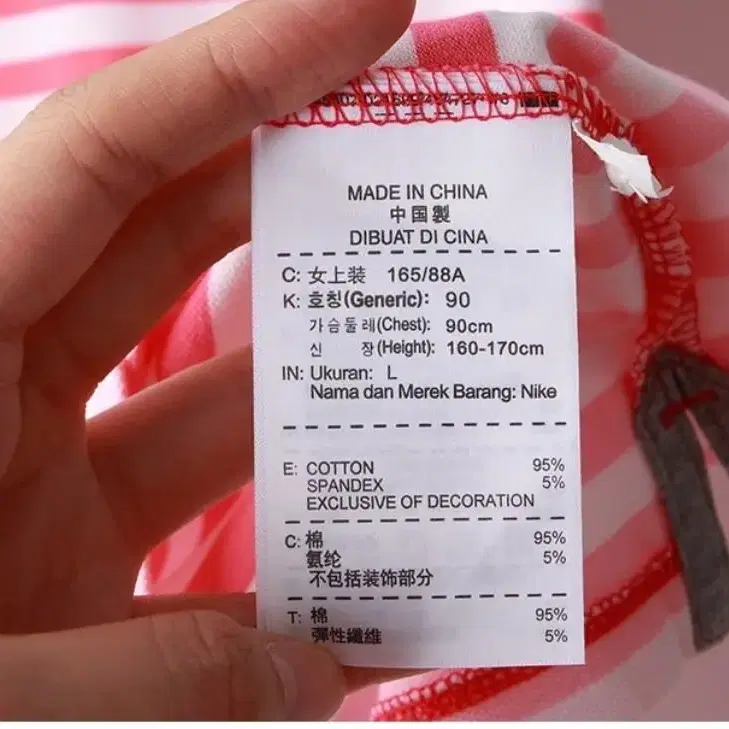 MADE IN CHINA
中国製
DIBUAT DI CINA
C: 女上装 165/88A
K: 호칭(Generic): 90
가슴둘레(Chest): 90cm
신 장(Height): 160-170cm
IN: Ukuran: L
Nama dan Merek Barang: Nike
E: COTTON 95%
SPANDEX 5%
EXCLUSIVE OF DECORATION
C: 棉 95%
氨纶 5%
不包括装饰部分
T: 棉 95%
彈性纖維 5%